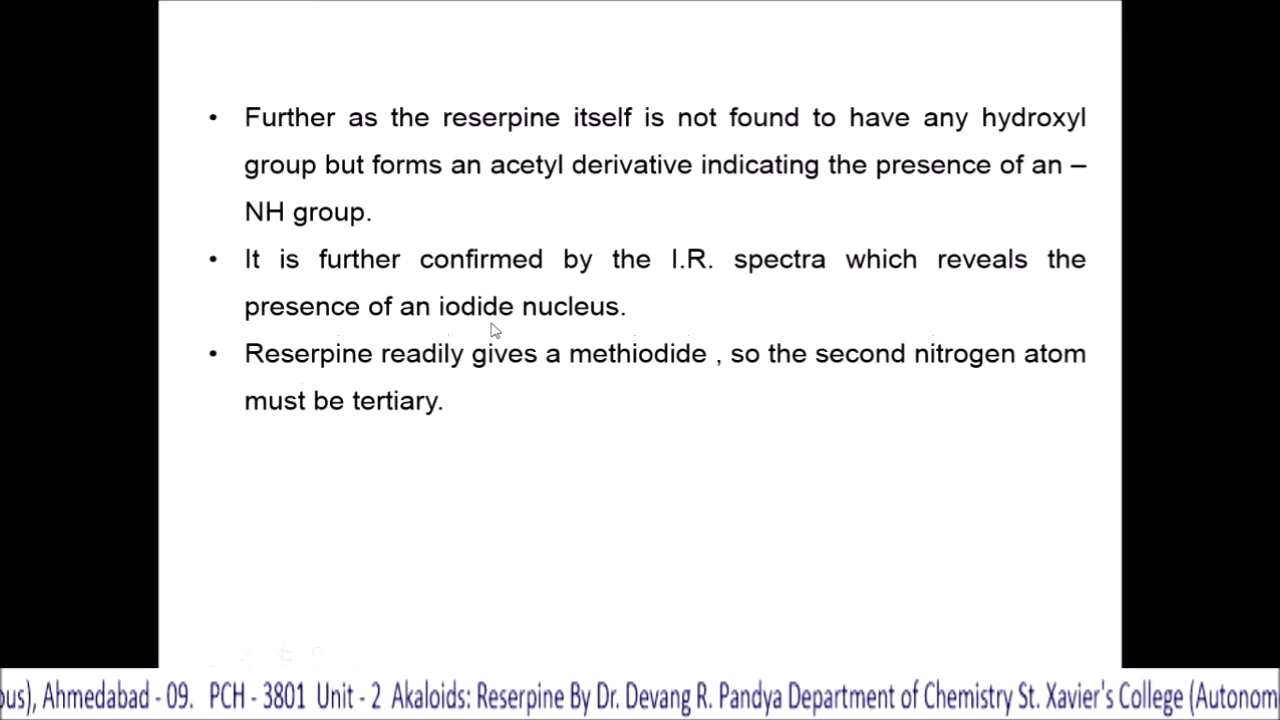 • Further as the reserpine itself is not found to have any hydroxyl
group but forms an acetyl derivative indicating the presence of an –
NH group.
• It is further confirmed by the I.R. spectra which reveals the
presence of an iodide nucleus.
• Reserpine readily gives a methiodide , so the second nitrogen atom
must be tertiary.
ous), Ahmedabad - 09. PCH - 3801 Unit - 2 Akaloids: Reserpine By Dr. Devang R. Pandya Department of Chemistry St. Xavier's College (Autonom